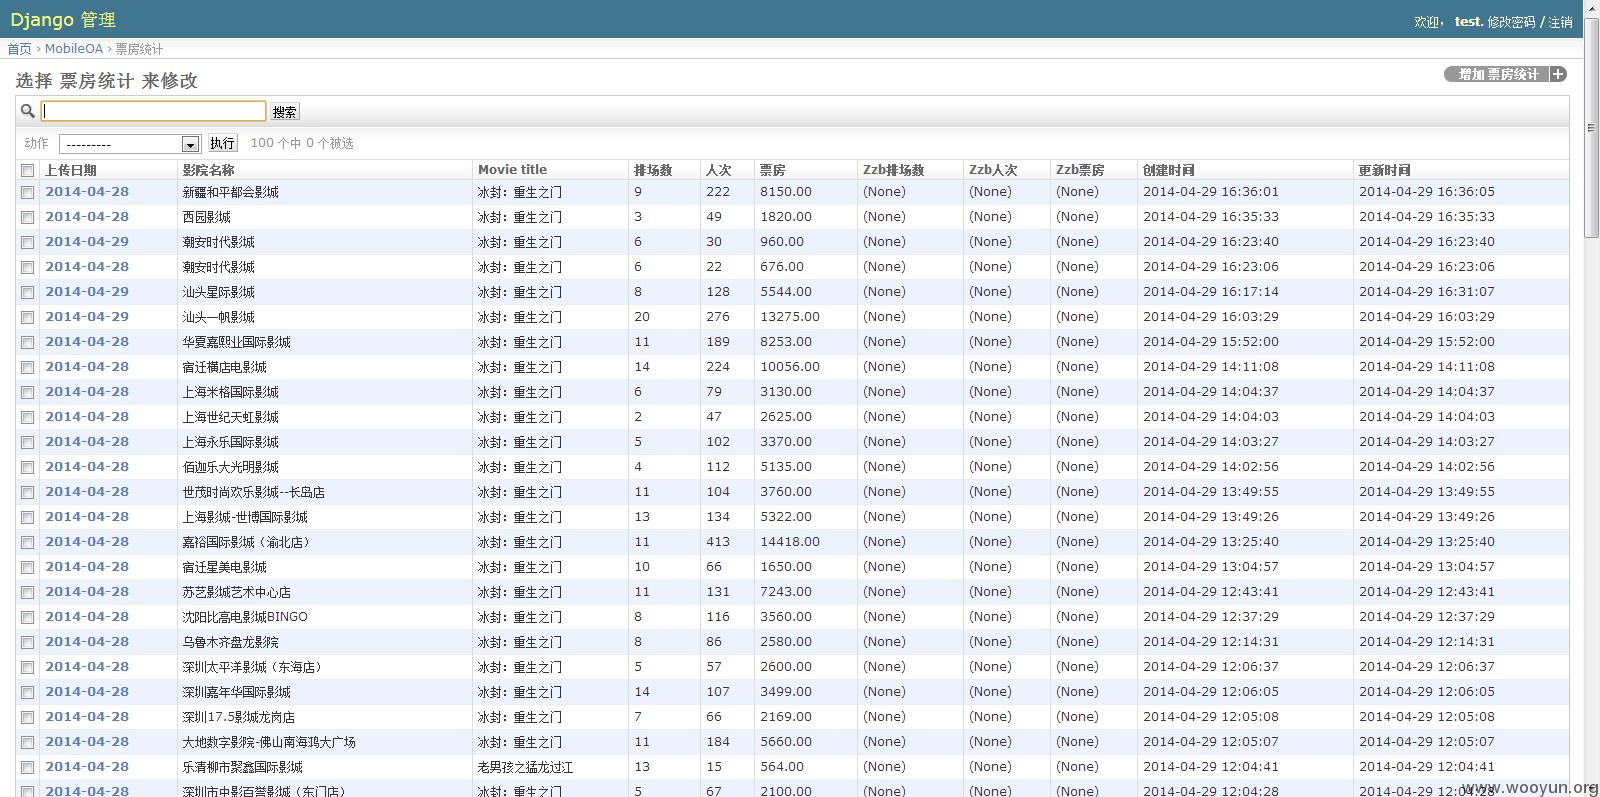 Django 管理
欢迎， test. 修改密码 / 注销
首页 › MobileOA › 票房统计
选择 票房统计 来修改
增加 票房统计 +
搜索
动作 --------- 执行 100 个中 0 个被选
上传日期 影院名称 Movie title 排场数 人次 票房 Zzb排场数 Zzb人次 Zzb票房 创建时间 更新时间
2014-04-28 新疆和平都会影城 冰封：重生之门 9 222 8150.00 (None) (None) (None) 2014-04-29 16:36:01 2014-04-29 16:36:05
2014-04-28 西园影城 冰封：重生之门 3 49 1820.00 (None) (None) (None) 2014-04-29 16:35:33 2014-04-29 16:35:33
2014-04-29 潮安时代影城 冰封：重生之门 6 30 960.00 (None) (None) (None) 2014-04-29 16:23:40 2014-04-29 16:23:40
2014-04-28 潮安时代影城 冰封：重生之门 6 22 676.00 (None) (None) (None) 2014-04-29 16:23:06 2014-04-29 16:23:06
2014-04-29 汕头星际影城 冰封：重生之门 8 128 5544.00 (None) (None) (None) 2014-04-29 16:17:14 2014-04-29 16:31:07
2014-04-29 汕头一帆影城 冰封：重生之门 20 276 13275.00 (None) (None) (None) 2014-04-29 16:03:29 2014-04-29 16:03:29
2014-04-28 华夏嘉熙业国际影城 冰封：重生之门 11 189 8253.00 (None) (None) (None) 2014-04-29 15:52:00 2014-04-29 15:52:00
2014-04-28 宿迁横店电影城 冰封：重生之门 14 224 10056.00 (None) (None) (None) 2014-04-29 14:11:08 2014-04-29 14:11:08
2014-04-28 上海米格国际影城 冰封：重生之门 6 79 3130.00 (None) (None) (None) 2014-04-29 14:04:37 2014-04-29 14:04:37
2014-04-28 上海世纪天虹影城 冰封：重生之门 2 47 2625.00 (None) (None) (None) 2014-04-29 14:04:03 2014-04-29 14:04:03
2014-04-28 上海永乐国际影城 冰封：重生之门 5 102 3370.00 (None) (None) (None) 2014-04-29 14:03:27 2014-04-29 14:03:27
2014-04-28 佰迦乐大光明影城 冰封：重生之门 4 112 5135.00 (None) (None) (None) 2014-04-29 14:02:56 2014-04-29 14:02:56
2014-04-28 世茂时尚欢乐影城--长岛店 冰封：重生之门 11 104 3760.00 (None) (None) (None) 2014-04-29 13:49:55 2014-04-29 13:49:55
2014-04-28 上海影城-世博国际影城 冰封：重生之门 13 134 5322.00 (None) (None) (None) 2014-04-29 13:49:26 2014-04-29 13:49:26
2014-04-28 嘉裕国际影城（渝北店） 冰封：重生之门 11 413 14418.00 (None) (None) (None) 2014-04-29 13:25:40 2014-04-29 13:25:40
2014-04-28 宿迁星美电影城 冰封：重生之门 10 66 1650.00 (None) (None) (None) 2014-04-29 13:04:57 2014-04-29 13:04:57
2014-04-28 苏艺影城艺术中心店 冰封：重生之门 11 131 7243.00 (None) (None) (None) 2014-04-29 12:43:41 2014-04-29 12:43:41
2014-04-28 沈阳比高电影城BINGO 冰封：重生之门 8 116 3560.00 (None) (None) (None) 2014-04-29 12:37:29 2014-04-29 12:37:29
2014-04-28 乌鲁木齐盘龙影院 冰封：重生之门 8 86 2580.00 (None) (None) (None) 2014-04-29 12:14:31 2014-04-29 12:14:31
2014-04-28 深圳太平洋影城（东海店） 冰封：重生之门 5 57 2600.00 (None) (None) (None) 2014-04-29 12:06:37 2014-04-29 12:06:37
2014-04-28 深圳嘉年华国际影城 冰封：重生之门 14 107 3499.00 (None) (None) (None) 2014-04-29 12:06:05 2014-04-29 12:06:05
2014-04-28 深圳17.5影城龙岗店 冰封：重生之门 7 66 2169.00 (None) (None) (None) 2014-04-29 12:05:08 2014-04-29 12:05:08
2014-04-28 大地数字影院-佛山南海鸿大广场 冰封：重生之门 11 184 5660.00 (None) (None) (None) 2014-04-29 12:05:07 2014-04-29 12:05:07
2014-04-28 乐清柳市聚鑫国际影城 老男孩之猛龙过江 13 15 564.00 (None) (None) (None) 2014-04-29 12:04:41 2014-04-29 12:04:41
2014-04-28 深圳市中影百誉影城（东门店） 冰封：重生之门 5 67 2100.00 (None) (None) (None) 2014-04-29 12:04:28 2014-04-29 12:04:28
www.wooyun.org